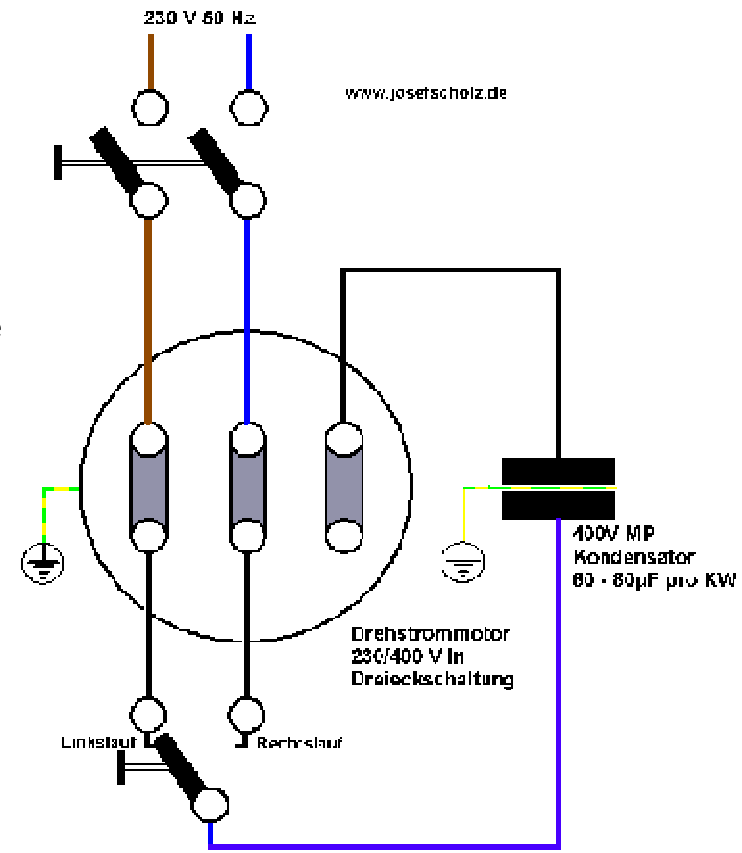 230 V 50 Hz
www.josefscholz.de
400V MP
Kondensator
60 - 80µF pro KW
Drehstrommotor
230/400 V in
Dreieckschaltung
Linkslauf
Rechtslauf